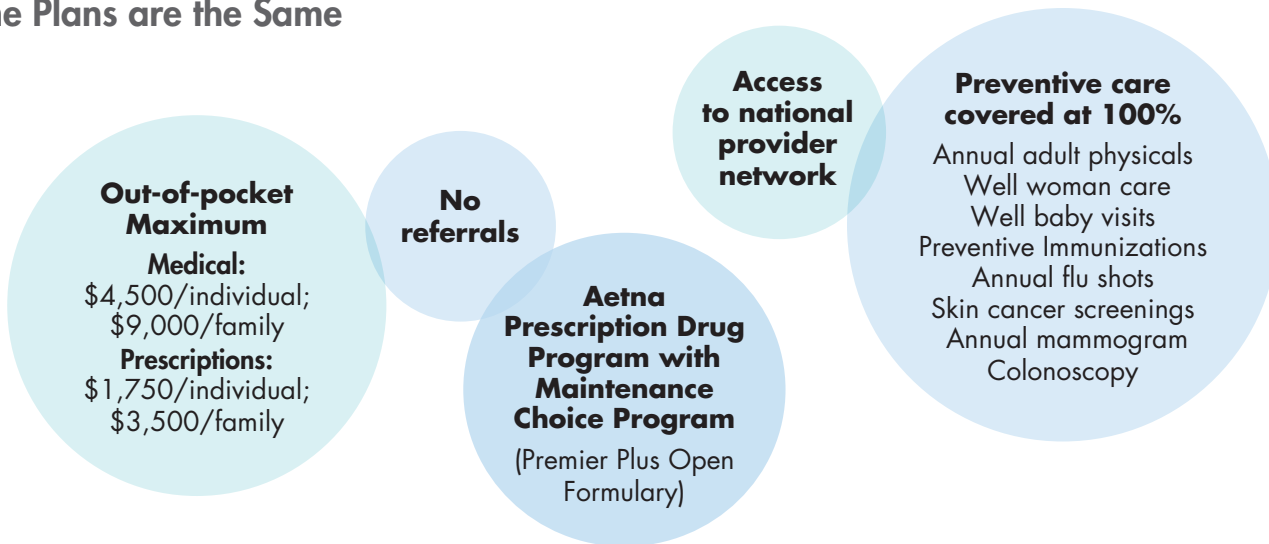 ne Plans are the Same
Out-of-pocket
Maximum
Medical:
$4,500/individual;
$9,000/family
Prescriptions:
$1,750/individual;
$3,500/family
No
referrals
Aetna
Prescription Drug
Program with
Maintenance
Choice Program
(Premier Plus Open
Formulary)
Access
to national
provider
network
Preventive care
covered at 100%
Annual adult physicals
Well woman care
Well baby visits
Preventive Immunizations
Annual flu shots
Skin cancer screenings
Annual mammogram
Colonoscopy